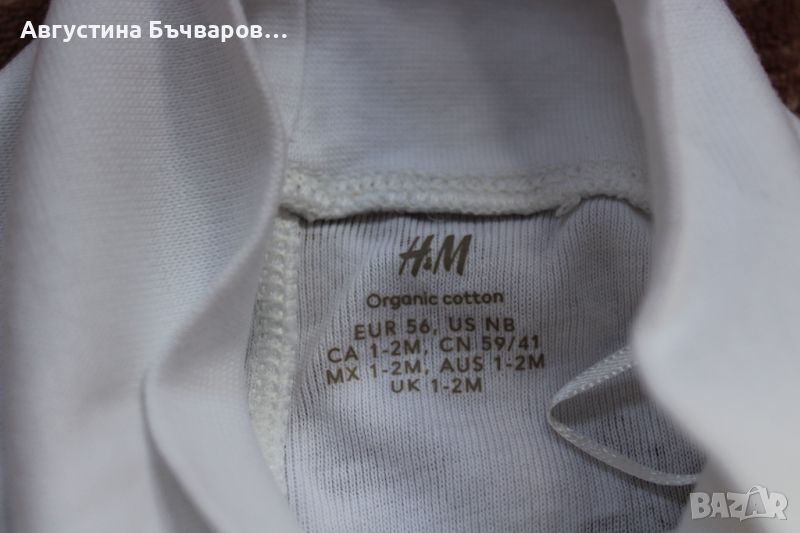 Августина Бъчваров...
H&M
Organic cotton
EUR 56, US NB
CA 1-2M, CN 59/41
MX 1-2M, AUS 1-2M
UK 1-2M
BAZAR